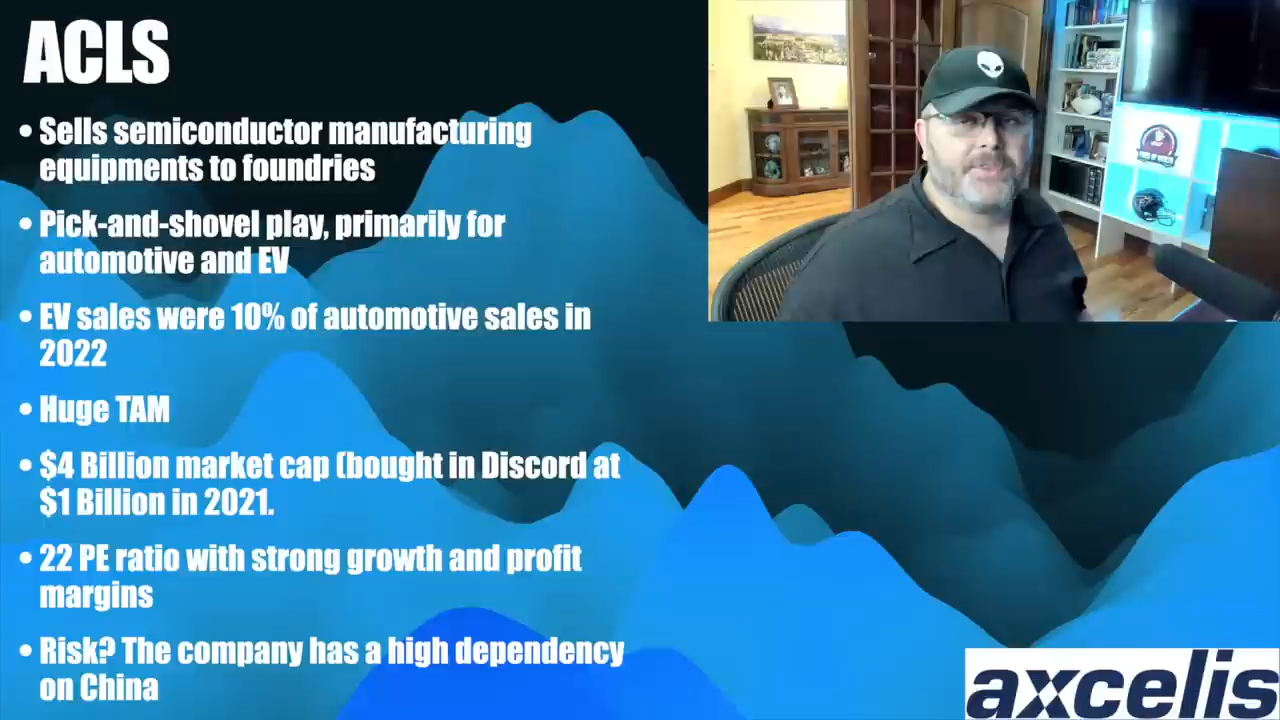 ACLS
• Sells semiconductor manufacturing
equipments to foundries
• Pick-and-shovel play, primarily for
automotive and EV
• EV sales were 10% of automotive sales in
2022
• Huge TAM
• $4 Billion market cap (bought in Discord at
$1 Billion in 2021.
• 22 PE ratio with strong growth and profit
margins
• Risk? The company has a high dependency
on China
axcelis